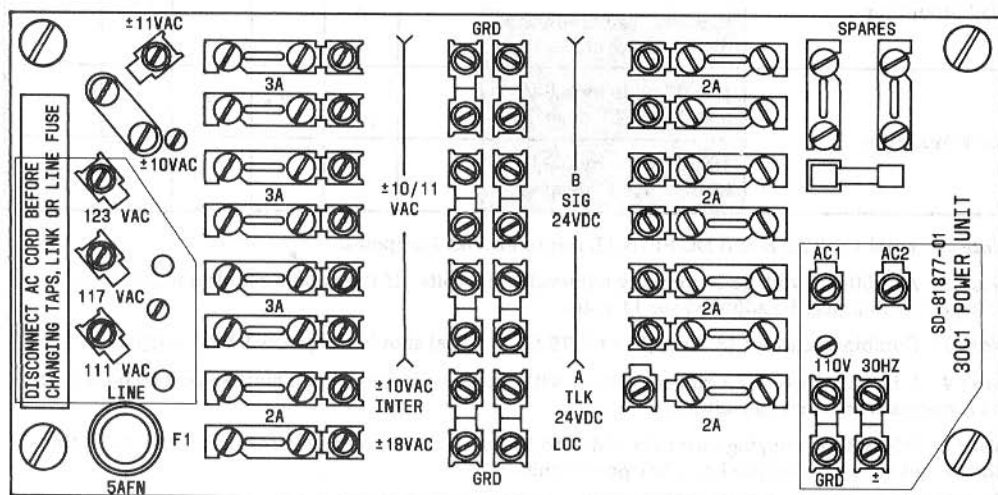 ±11VAC
±10VAC
DISCONNECT AC CORD BEFORE
CHANGING TAPS, LINK OR LINE FUSE
123 VAC
117 VAC
111 VAC
LINE
F1
5AFN
3A
3A
3A
2A
±10/11
VAC
±10VAC
INTER
±18VAC
GRD
GRD
B
SIG
24VDC
A
TLK
24VDC
LOC
2A
2A
2A
2A
SPARES
AC1
AC2
110V
30HZ
GRD
±
SD-81877-01
30C1 POWER UNIT